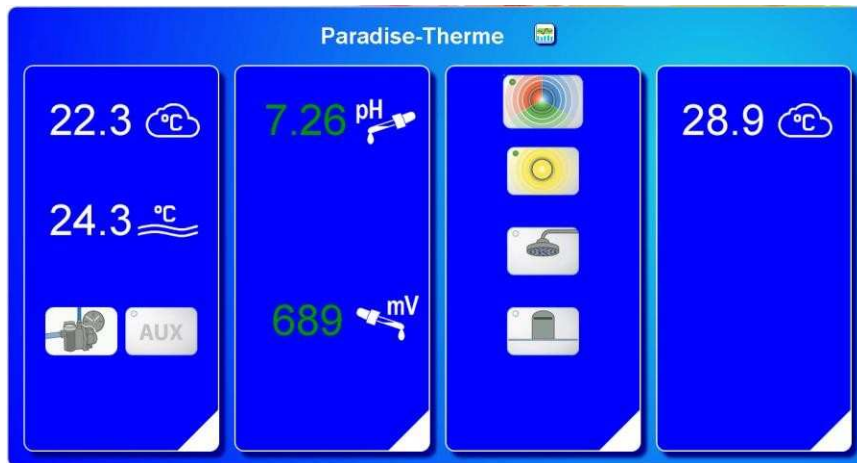 Paradise-Therme
22.3 °C
24.3 °C
AUX
7.26 pH
689 mV
28.9 °C